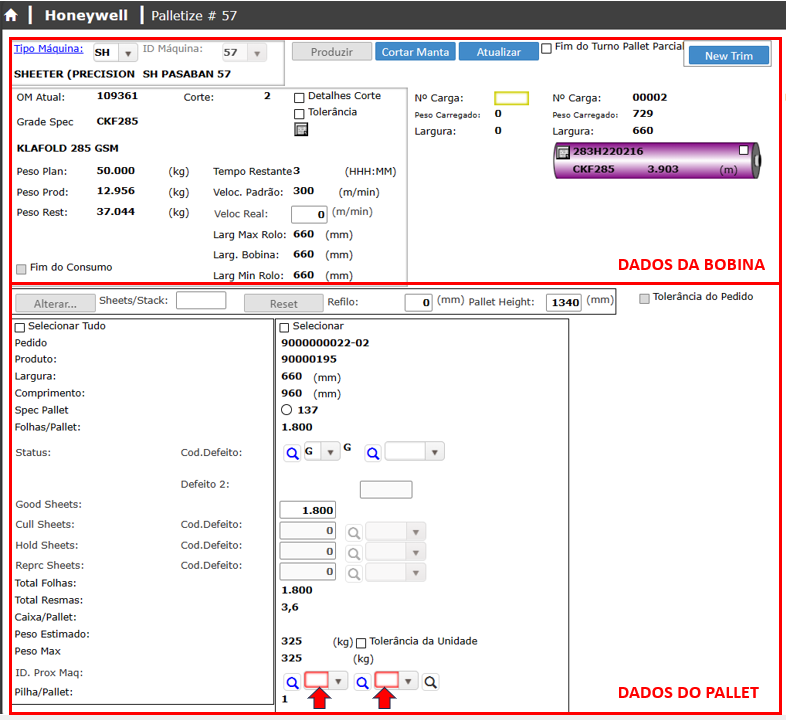 Honeywell Palletize # 57
Tipo Máquina: SH ID Máquina: 57 Produzir Cortar Manta Atualizar Fim do Turno Pallet Parcial New Trim
SHEETER (PRECISION SH PASABAN 57
OM Atual: 109361 Corte: 2 Detalhes Corte
Tolerância
Grade Spec CKF285
KLAFOLD 285 GSM
Peso Plan: 50.000 (kg) Tempo Restante 3 (HHH:MM)
Peso Prod: 12.956 (kg) Veloc. Padrão: 300 (m/min)
Peso Rest: 37.044 (kg) Veloc Real: 0 (m/min)
Larg Max Rolo: 660 (mm)
Larg. Bobina: 660 (mm)
Fim do Consumo Larg Min Rolo: 660 (mm)
Nº Carga: Nº Carga: 00002
Peso Carregado: 0 Peso Carregado: 729
Largura: 0 Largura: 660
283H220216
CKF285 3.903 (m)
DADOS DA BOBINA
Alterar... Sheets/Stack: Reset Refilo: 0 (mm) Pallet Height: 1340 (mm) Tolerância do Pedido
Selecionar Tudo Selecionar
Pedido 9000000022-02
Produto: 90000195
Largura: 660 (mm)
Comprimento: 960 (mm)
Spec Pallet 137
Folhas/Pallet: 1.800
Status: Cod.Defeito: G G
Defeito 2:
Good Sheets: 1.800
Cull Sheets: Cod.Defeito: 0
Hold Sheets: Cod.Defeito: 0
Reprc Sheets: Cod.Defeito: 0
Total Folhas: 1.800
Total Resmas: 3,6
Caixa/Pallet:
Peso Estimado: 325 (kg) Tolerância da Unidade
Peso Max 325 (kg)
ID. Prox Maq:
Pilha/Pallet: 1
DADOS DO PALLET